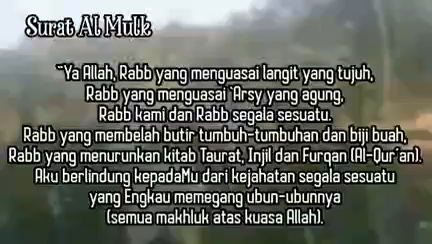 Surat Al Mulk
"Ya Allah, Rabb yang menguasai langit yang tujuh,
Rabb yang menguasai 'Arsy yang agung,
Rabb kami dan Rabb segala sesuatu.
Rabb yang membelah butir tumbuh-tumbuhan dan biji buah,
Rabb yang menurunkan kitab Taurat, Injil dan Furqan (Al-Qur'an).
Aku berlindung kepadaMu dari kejahatan segala sesuatu
yang Engkau memegang ubun-ubunnya
(semua makhluk atas kuasa Allah).